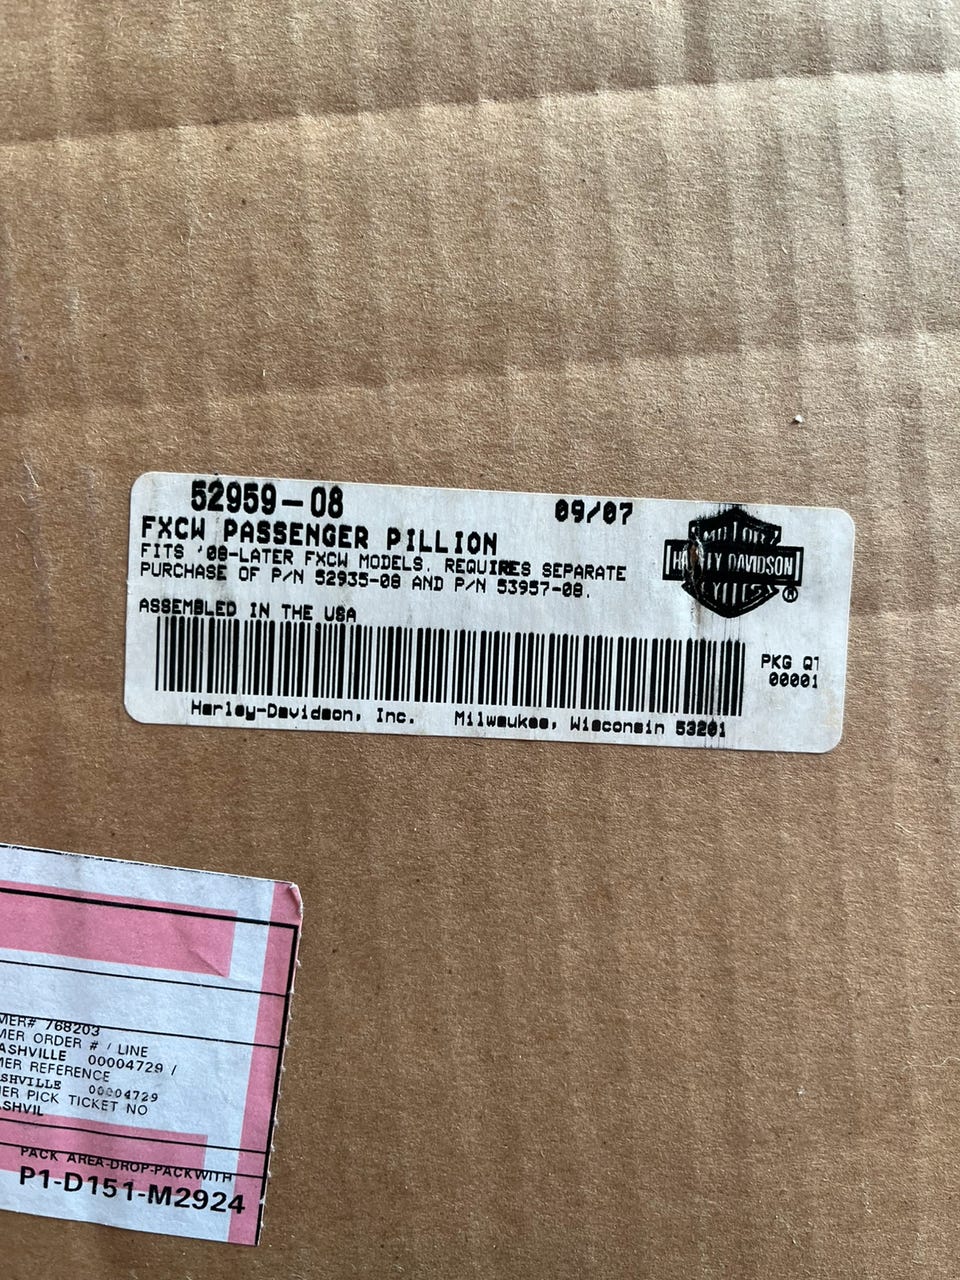 52959-08
09/07
FXCW PASSENGER PILLION
FITS '08-LATER FXCW MODELS. REQUIRES SEPARATE
PURCHASE OF P/N 52935-08 AND P/N 53957-08.
ASSEMBLED IN THE USA
MOTOR
HARLEY-DAVIDSON
®
PKG QT
00001
Harley-Davidson, Inc. Milwaukee, Wisconsin 53201
MER# 768203
MER ORDER # / LINE
ASHVILLE 00004729 /
MER REFERENCE
SHVILLE 00004729
ER PICK TICKET NO
SHVIL
PACK AREA-DROP-PACKWITH
P1-D151-M2924